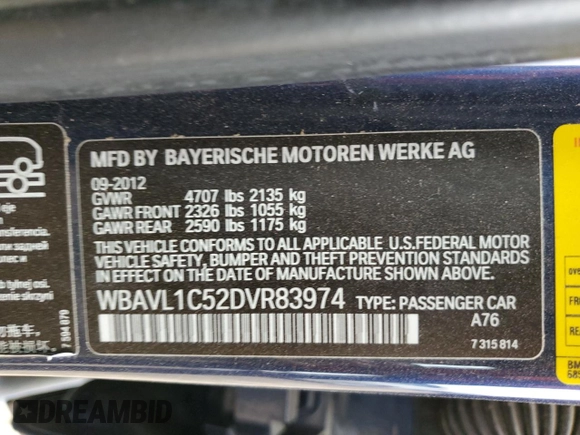 MFD BY BAYERISCHE MOTOREN WERKE AG
09-2012
GVWR 4707 lbs 2135 kg
GAWR FRONT 2326 lbs 1055 kg
GAWR REAR 2590 lbs 1175 kg
THIS VEHICLE CONFORMS TO ALL APPLICABLE U.S.FEDERAL MOTOR
VEHICLE SAFETY, BUMPER AND THEFT PREVENTION STANDARDS
IN EFFECT ON THE DATE OF MANUFACTURE SHOWN ABOVE.
WBAVL1C52DVR83974 TYPE: PASSENGER CAR
A76
7 315 814
7 594 879
DREAMBID